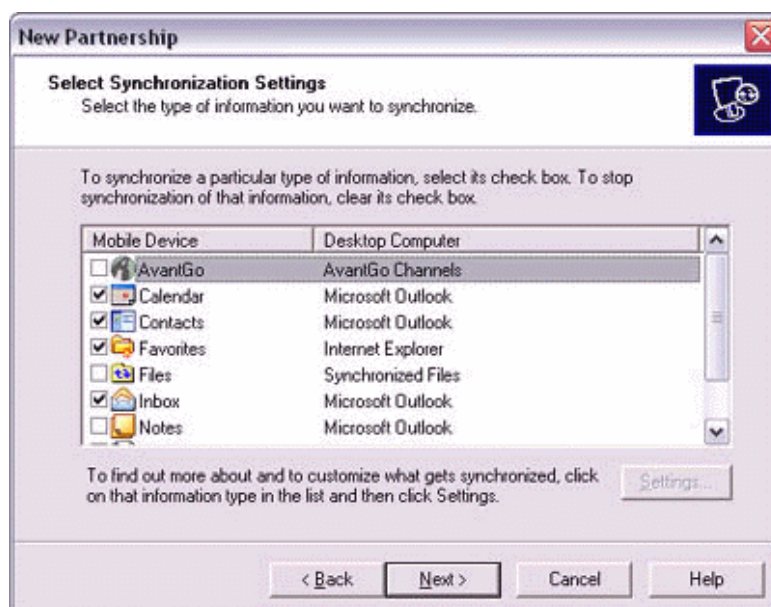 New Partnership
Select Synchronization Settings
Select the type of information you want to synchronize.
To synchronize a particular type of information, select its check box. To stop
synchronization of that information, clear its check box.
Mobile Device Desktop Computer
AvantGo AvantGo Channels
Calendar Microsoft Outlook
Contacts Microsoft Outlook
Favorites Internet Explorer
Files Synchronized Files
Inbox Microsoft Outlook
Notes Microsoft Outlook
To find out more about and to customize what gets synchronized, click
on that information type in the list and then click Settings.
Settings...
< Back Next > Cancel Help